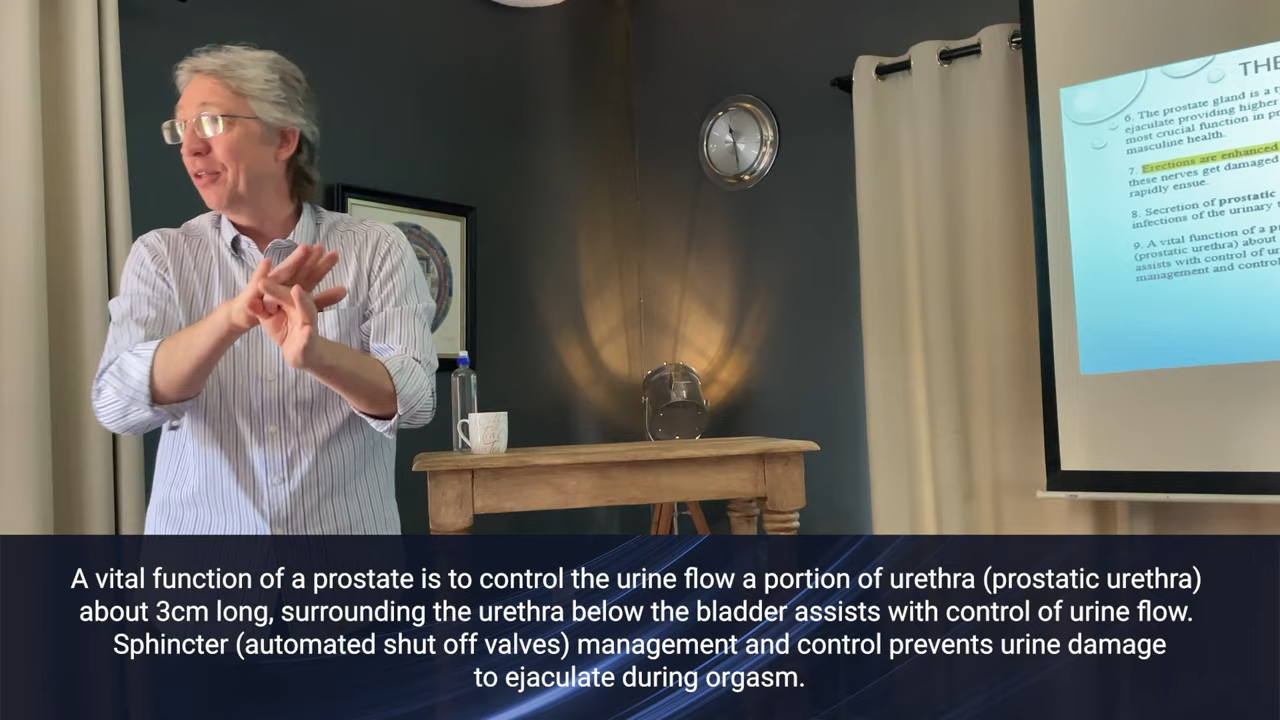 THE
6. The prostate gland is a
ejaculate providing higher
most crucial function in
masculine health.
7. Erections are enhanced
these nerves get damaged
rapidly ensue.
8. Secretion of prostatic
infections of the urinary
9. A vital function of a
(prostatic urethra) about
assists with control of
management and control
A vital function of a prostate is to control the urine flow a portion of urethra (prostatic urethra)
about 3cm long, surrounding the urethra below the bladder assists with control of urine flow.
Sphincter (automated shut off valves) management and control prevents urine damage
to ejaculate during orgasm.